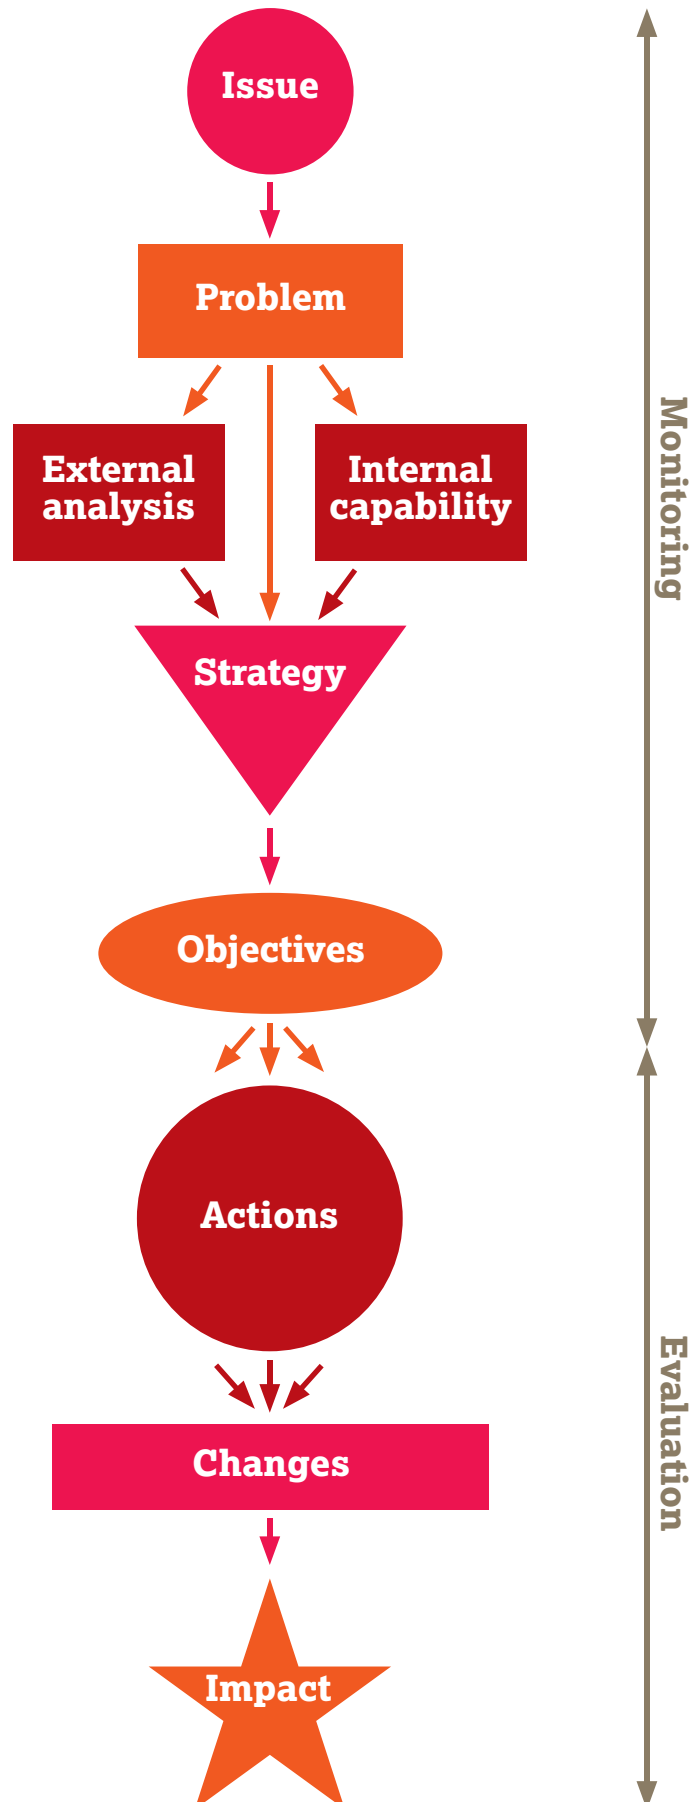 Issue
Problem
External
analysis
Internal
capability
Strategy
Objectives
Actions
Changes
Impact
Monitoring
Evaluation